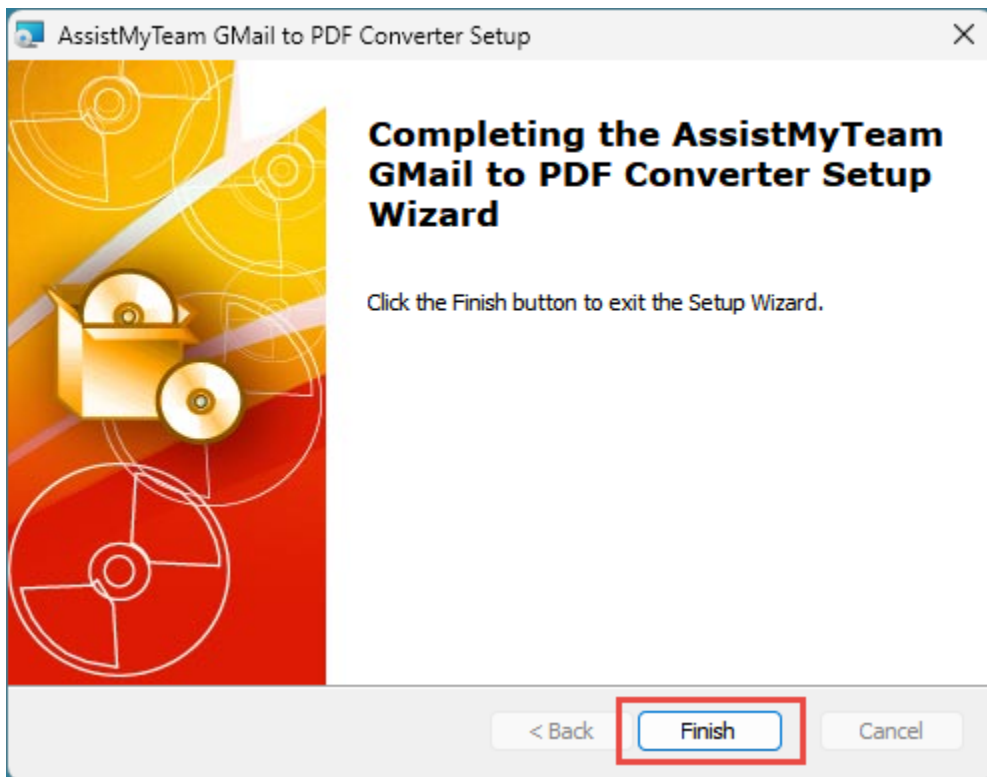 AssistMyTeam GMail to PDF Converter Setup
Completing the AssistMyTeam
GMail to PDF Converter Setup
Wizard
Click the Finish button to exit the Setup Wizard.
< Back Finish Cancel